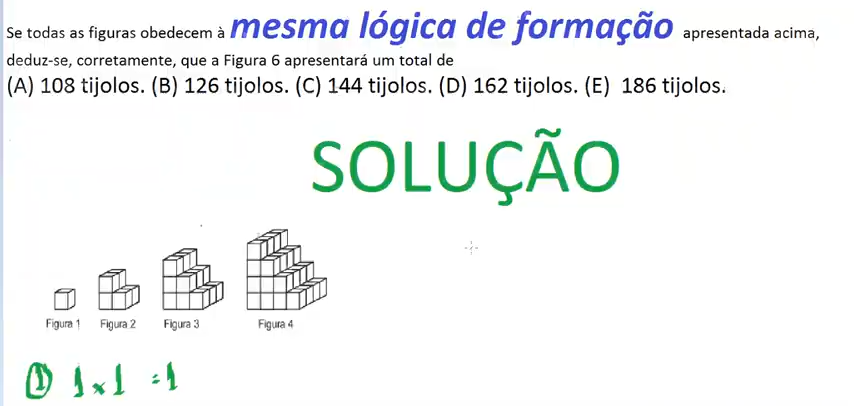 Se todas as figuras obedecem à mesma lógica de formação apresentada acima,
deduz-se, corretamente, que a Figura 6 apresentará um total de
(A) 108 tijolos. (B) 126 tijolos. (C) 144 tijolos. (D) 162 tijolos. (E) 186 tijolos.
SOLUÇÃO
Figura 1 Figura 2 Figura 3 Figura 4
① 1 x 1 = 1